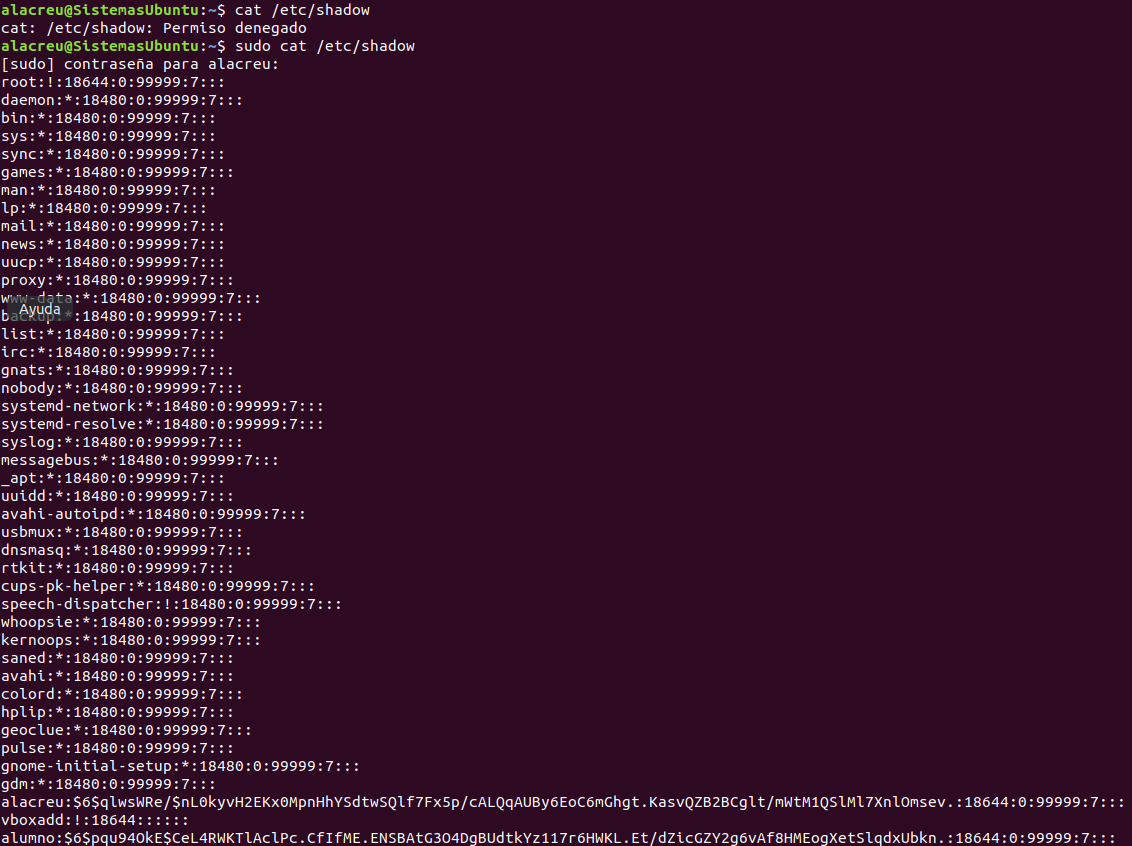 alacreu@SistemasUbuntu:~$ cat /etc/shadow
cat: /etc/shadow: Permiso denegado
alacreu@SistemasUbuntu:~$ sudo cat /etc/shadow
[sudo] contraseña para alacreu:
root:!:18644:0:99999:7:::
daemon:*:18480:0:99999:7:::
bin:*:18480:0:99999:7:::
sys:*:18480:0:99999:7:::
sync:*:18480:0:99999:7:::
games:*:18480:0:99999:7:::
man:*:18480:0:99999:7:::
lp:*:18480:0:99999:7:::
mail:*:18480:0:99999:7:::
news:*:18480:0:99999:7:::
uucp:*:18480:0:99999:7:::
proxy:*:18480:0:99999:7:::
www-data:*:18480:0:99999:7:::
Ayuda
backup:*:18480:0:99999:7:::
list:*:18480:0:99999:7:::
irc:*:18480:0:99999:7:::
gnats:*:18480:0:99999:7:::
nobody:*:18480:0:99999:7:::
systemd-network:*:18480:0:99999:7:::
systemd-resolve:*:18480:0:99999:7:::
syslog:*:18480:0:99999:7:::
messagebus:*:18480:0:99999:7:::
_apt:*:18480:0:99999:7:::
uuidd:*:18480:0:99999:7:::
avahi-autoipd:*:18480:0:99999:7:::
usbmux:*:18480:0:99999:7:::
dnsmasq:*:18480:0:99999:7:::
rtkit:*:18480:0:99999:7:::
cups-pk-helper:*:18480:0:99999:7:::
speech-dispatcher:!:18480:0:99999:7:::
whoopsie:*:18480:0:99999:7:::
kernoops:*:18480:0:99999:7:::
saned:*:18480:0:99999:7:::
avahi:*:18480:0:99999:7:::
colord:*:18480:0:99999:7:::
hplip:*:18480:0:99999:7:::
geoclue:*:18480:0:99999:7:::
pulse:*:18480:0:99999:7:::
gnome-initial-setup:*:18480:0:99999:7:::
gdm:*:18480:0:99999:7:::
alacreu:$6$qlwsWRe/$nL0kyvH2EKx0MpnHhYSdtwSQlf7Fx5p/cALQqAUBy6EoC6mGhgt.KasvQZB2BCglt/mWtM1QSlMl7XnlOmsev.:18644:0:99999:7:::
vboxadd:!:18644::::::
alumno:$6$pqu94OkE$CeL4RWKTlAclPc.CfIfME.ENSBAtG3O4DgBUdtkYz117r6HWKL.Et/dZicGZY2g6vAf8HMEogXetSlqdxUbkn.:18644:0:99999:7:::